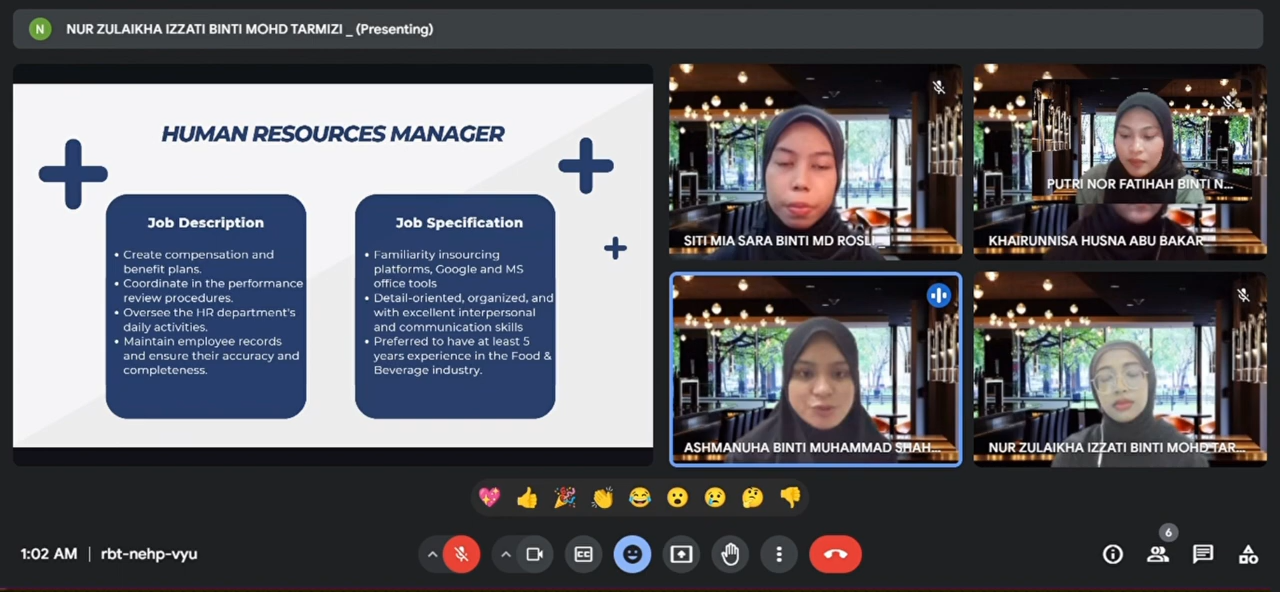 N
NUR ZULAIKHA IZZATI BINTI MOHD TARMIZI _ (Presenting)
HUMAN RESOURCES MANAGER
Job Description
• Create compensation and
benefit plans.
• Coordinate in the performance
review procedures.
• Oversee the HR department's
daily activities.
• Maintain employee records
and ensure their accuracy and
completeness.
Job Specification
• Familiarity insourcing
platforms, Google and MS
office tools
• Detail-oriented, organized, and
with excellent interpersonal
and communication skills
• Preferred to have at least 5
years experience in the Food &
Beverage industry.
SITI MIA SARA BINTI MD ROSLI _
PUTRI NOR FATIHAH BINTI N...
KHAIRUNNISA HUSNA ABU BAKAR
ASHMANUHA BINTI MUHAMMAD SHAH...
NUR ZULAIKHA IZZATI BINTI MOHD TAR...
1:02 AM | rbt-nehp-vyu
CC
6